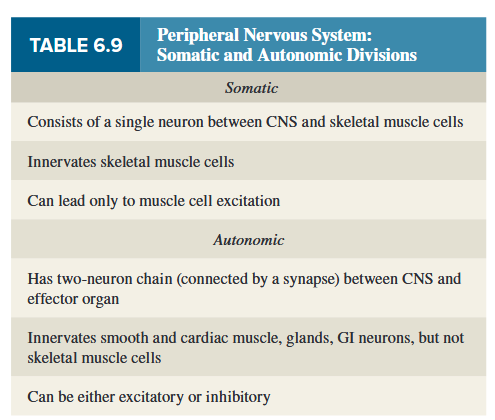 TABLE 6.9
Peripheral Nervous System:
Somatic and Autonomic Divisions
Somatic
Consists of a single neuron between CNS and skeletal muscle cells
Innervates skeletal muscle cells
Can lead only to muscle cell excitation
Autonomic
Has two-neuron chain (connected by a synapse) between CNS and
effector organ
Innervates smooth and cardiac muscle, glands, GI neurons, but not
skeletal muscle cells
Can be either excitatory or inhibitory